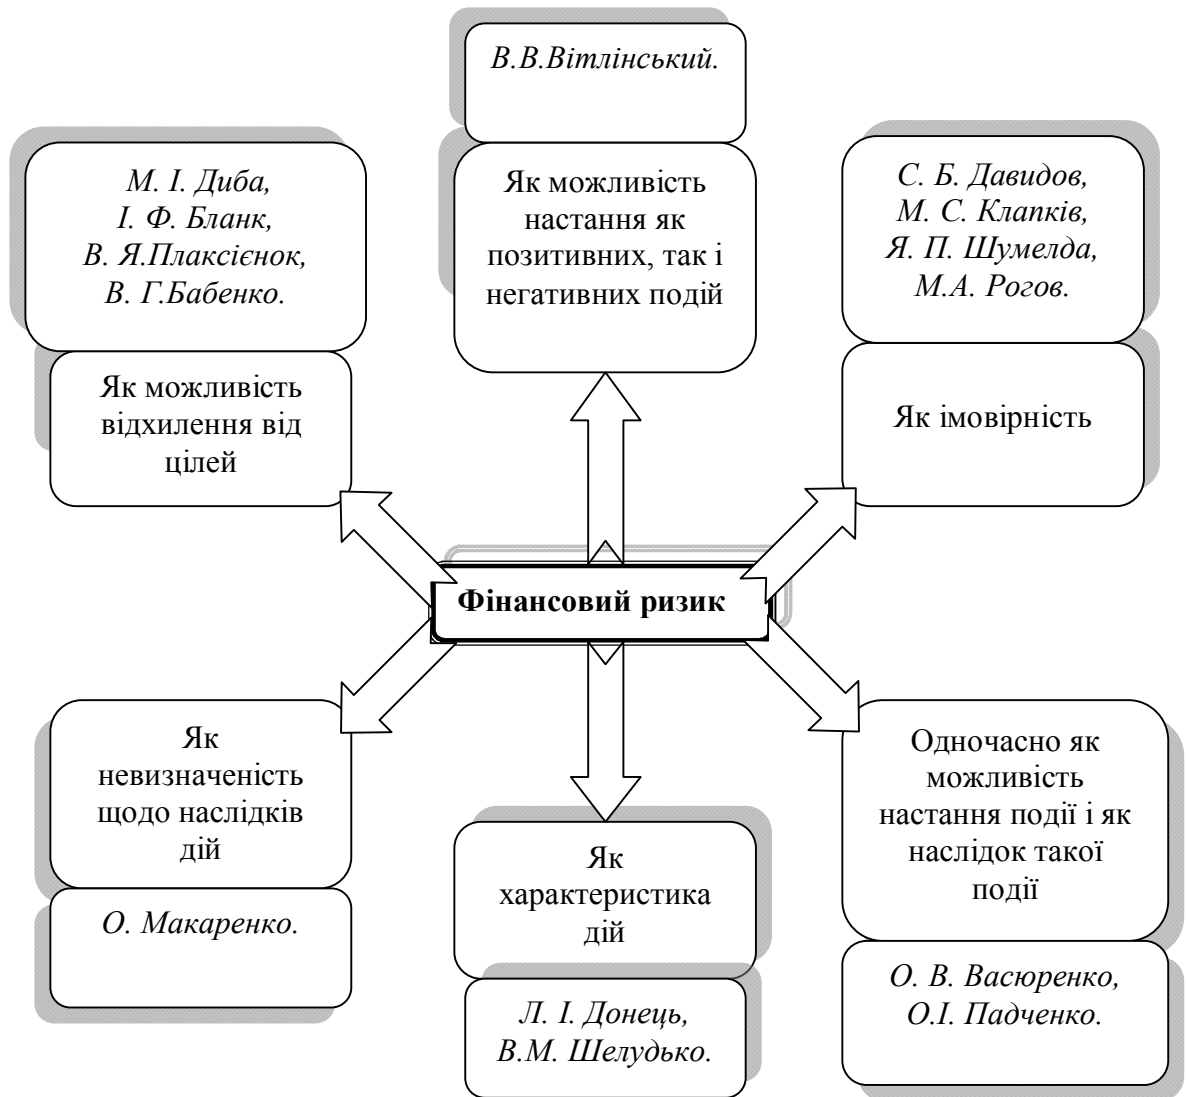 В.В.Вітлінський.
Як можливість
настання як
позитивних, так і
негативних подій
М. І. Диба,
І. Ф. Бланк,
В. Я.Плаксієнок,
В. Г.Бабенко.
Як можливість
відхилення від
цілей
С. Б. Давидов,
М. С. Клапків,
Я. П. Шумелда,
М.А. Рогов.
Як імовірність
Фінансовий ризик
Як
невизначеність
щодо наслідків
дій
О. Макаренко.
Як
характеристика
дій
Л. І. Донець,
В.М. Шелудько.
Одночасно як
можливість
настання події і як
наслідок такої
події
О. В. Васюренко,
О.І. Падченко.